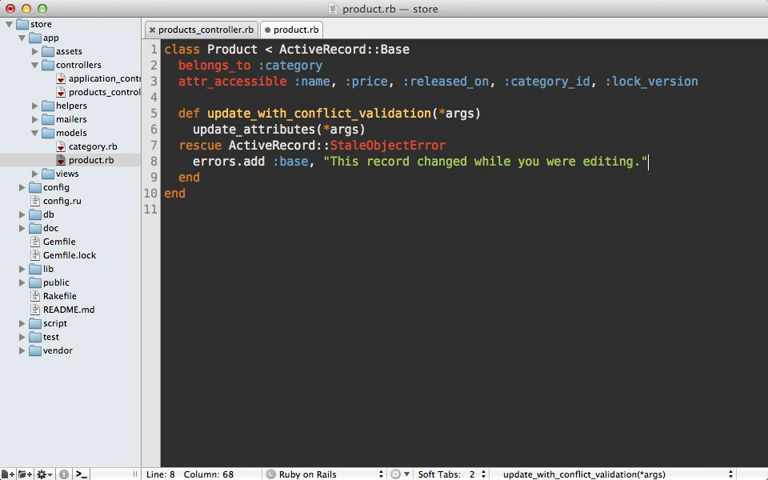 product.rb — store
store
app
assets
controllers
application_cont
products_control
helpers
mailers
models
category.rb
product.rb
views
config
config.ru
db
doc
Gemfile
Gemfile.lock
lib
public
Rakefile
README.md
script
test
vendor
products_controller.rb
product.rb
1 class Product < ActiveRecord::Base
2 belongs_to :category
3 attr_accessible :name, :price, :released_on, :category_id, :lock_version
4
5 def update_with_conflict_validation(*args)
6 update_attributes(*args)
7 rescue ActiveRecord::StaleObjectError
8 errors.add :base, "This record changed while you were editing."
9 end
10 end
11
Line: 8 Column: 68 Ruby on Rails Soft Tabs: 2 update_with_conflict_validation(*args)